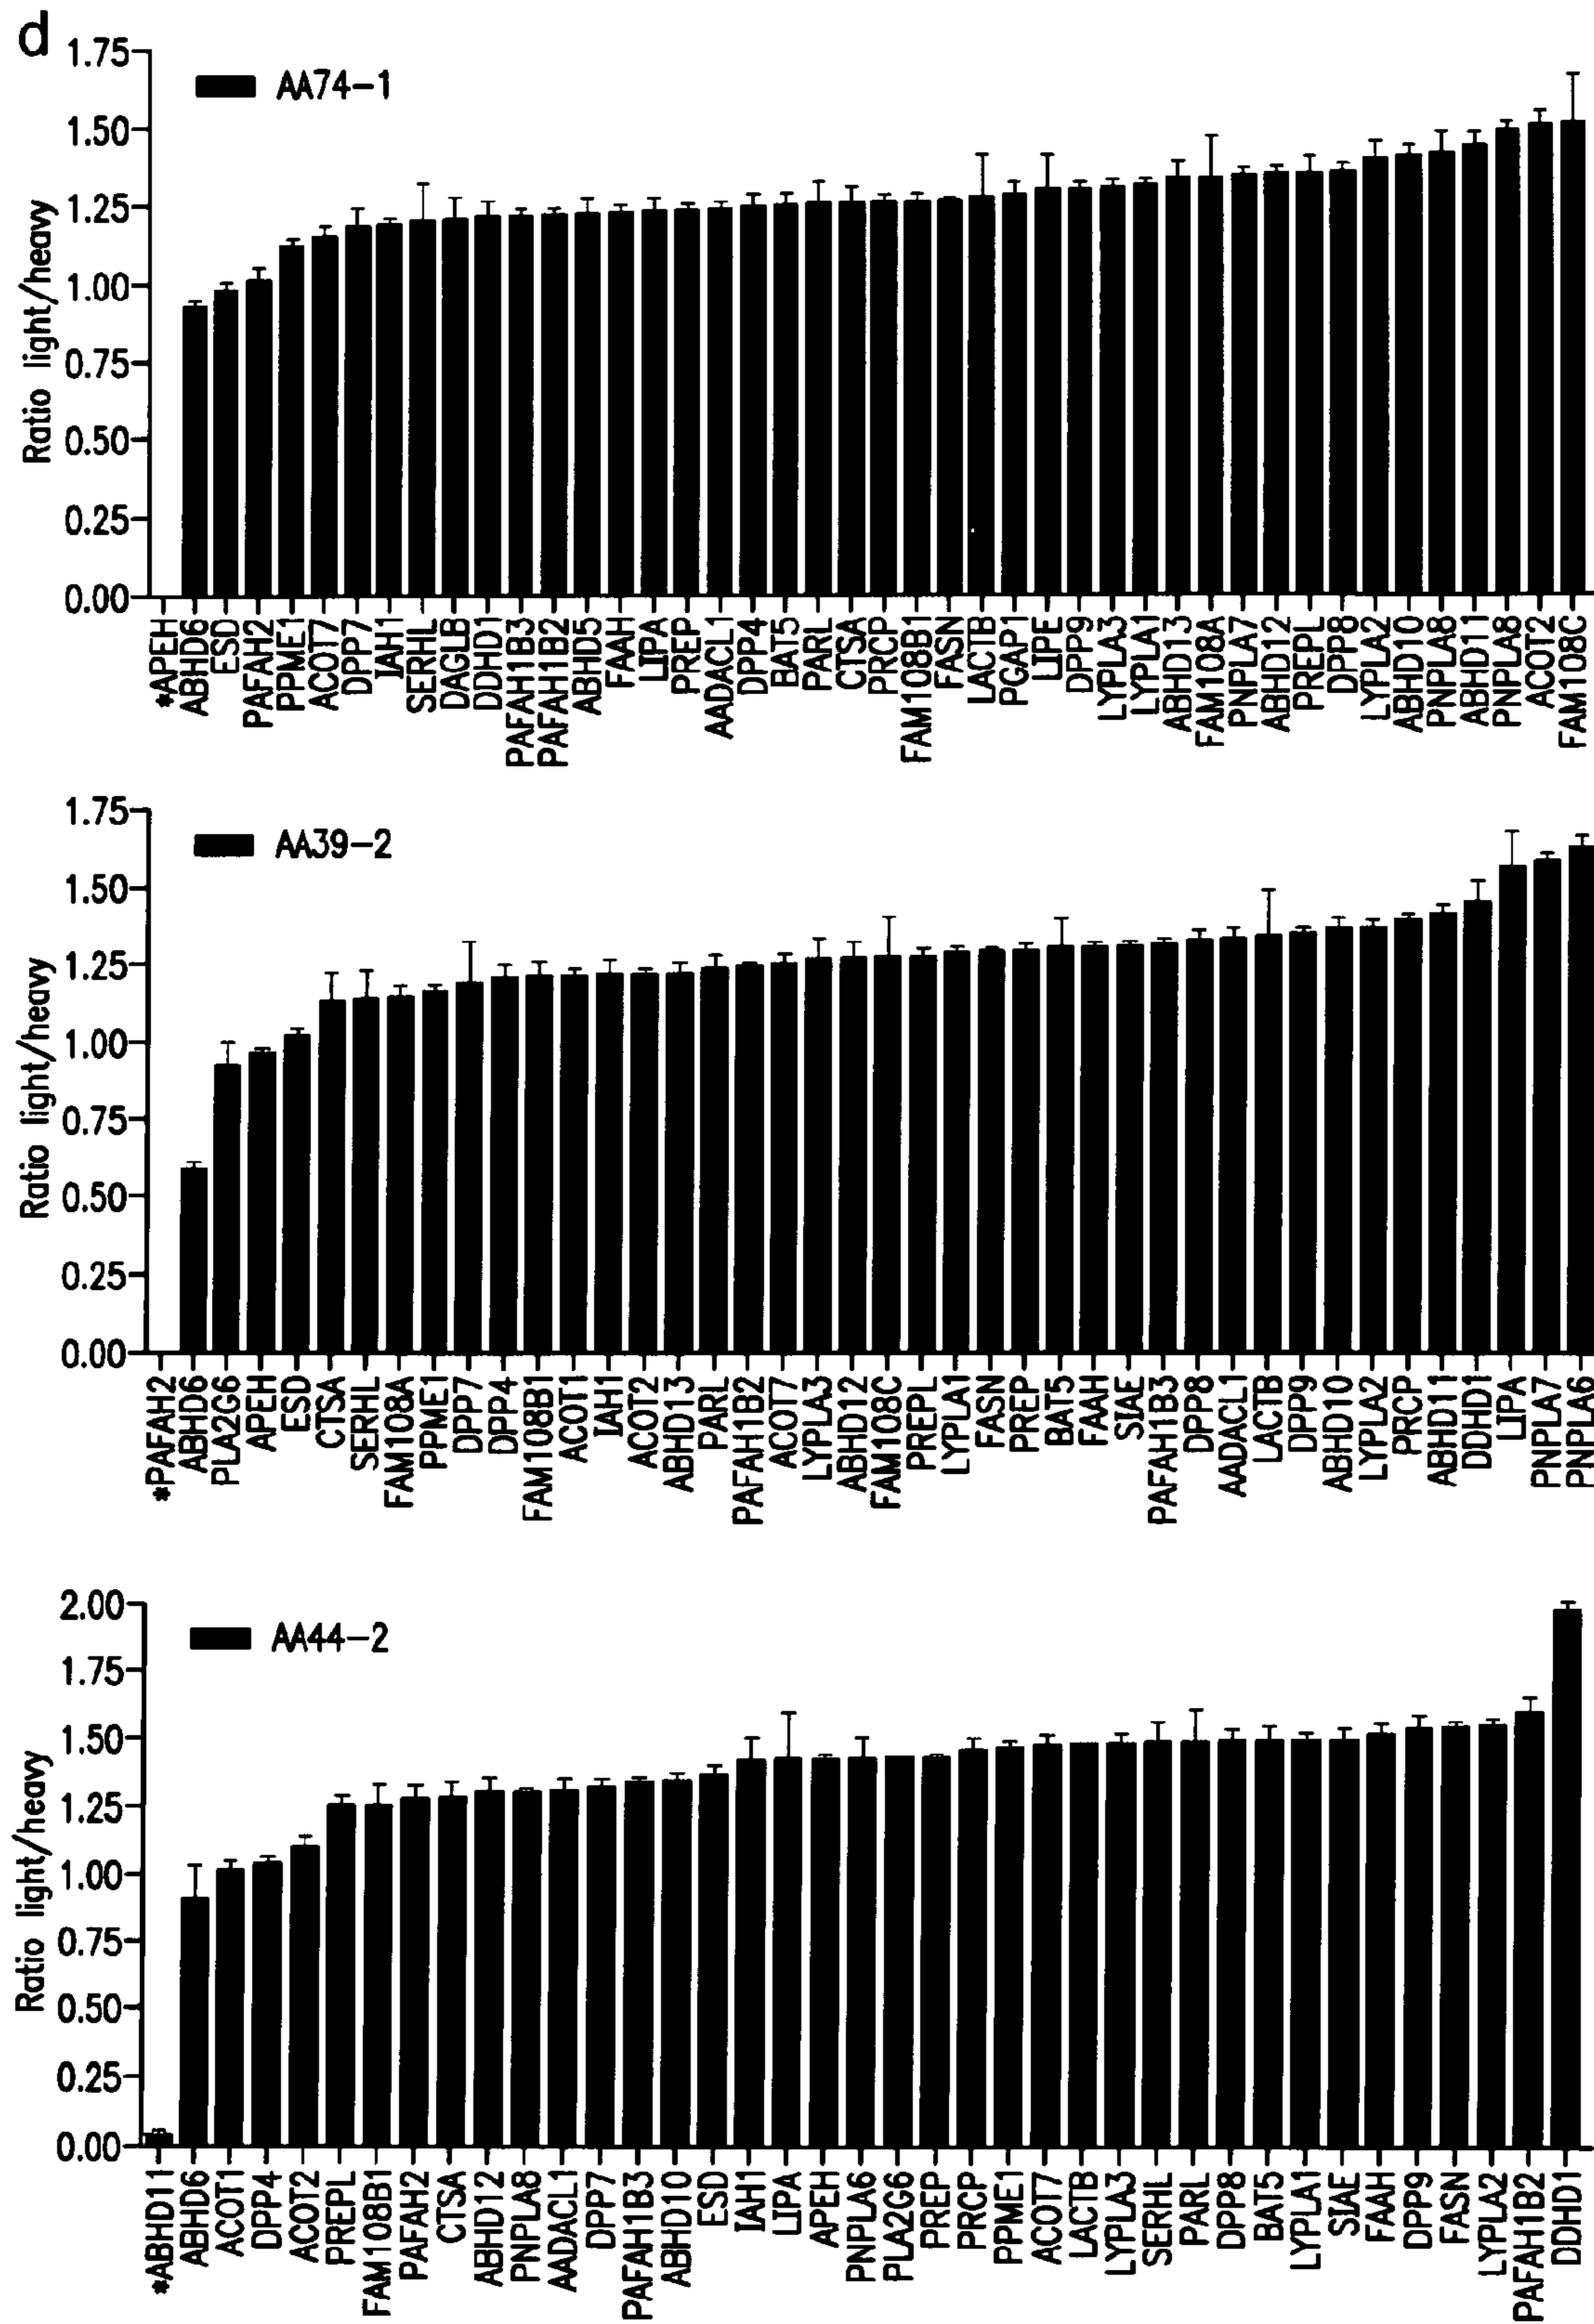 d
AA74-1
Ratio light/heavy
1.75
1.50
1.25
1.00
0.75
0.50
0.25
0.00
*APEH
ABHD6
ESD
PAFAH2
PPME1
ACOT7
DPP7
IAH1
SERHL
DAGLB
DDHD1
PAFAH1B3
PAFAH1B2
ABHD5
FAAH
LIPA
PREP
AADACL1
DPP4
BAT5
PARL
CTSA
PRCP
FAM108B1
FASN
LACTB
PGAP1
LIPE
DPP9
LYPLA3
LYPLA1
ABHD13
FAM108A
PNPLA7
ABHD12
PREPL
DPP8
LYPLA2
ABHD10
PNPLA8
ABHD11
PNPLA8
ACOT2
FAM108C
AA39-2
Ratio light/heavy
1.75
1.50
1.25
1.00
0.75
0.50
0.25
0.00
*PAFAH2
ABHD6
PLA2G6
APEH
ESD
CTSA
SERHL
FAM108A
PPME1
DPP7
DPP4
FAM108B1
ACOT1
IAH1
ACOT2
ABHD13
PARL
PAFAH1B2
ACOT7
LYPLA3
ABHD12
FAM108C
PREPL
LYPLA1
FASN
PREP
BAT5
FAAH
SIAE
PAFAH1B3
DPP8
AADACL1
LACTB
DPP9
ABHD10
LYPLA2
PRCP
ABHD11
DDHD1
LIPA
PNPLA7
PNPLA6
AA44-2
Ratio light/heavy
2.00
1.75
1.50
1.25
1.00
0.75
0.50
0.25
0.00
*ABHD11
ABHD6
ACOT1
DPP4
ACOT2
PREPL
FAM108B1
PAFAH2
CTSA
ABHD12
PNPLA8
AADACL1
DPP7
PAFAH1B3
ABHD10
ESD
IAH1
LIPA
APEH
PNPLA6
PLA2G6
PREP
PRCP
PPME1
ACOT7
LACTB
LYPLA3
SERHL
PARL
DPP8
BAT5
LYPLA1
SIAE
FAAH
DPP9
FASN
LYPLA2
PAFAH1B2
DDHD1